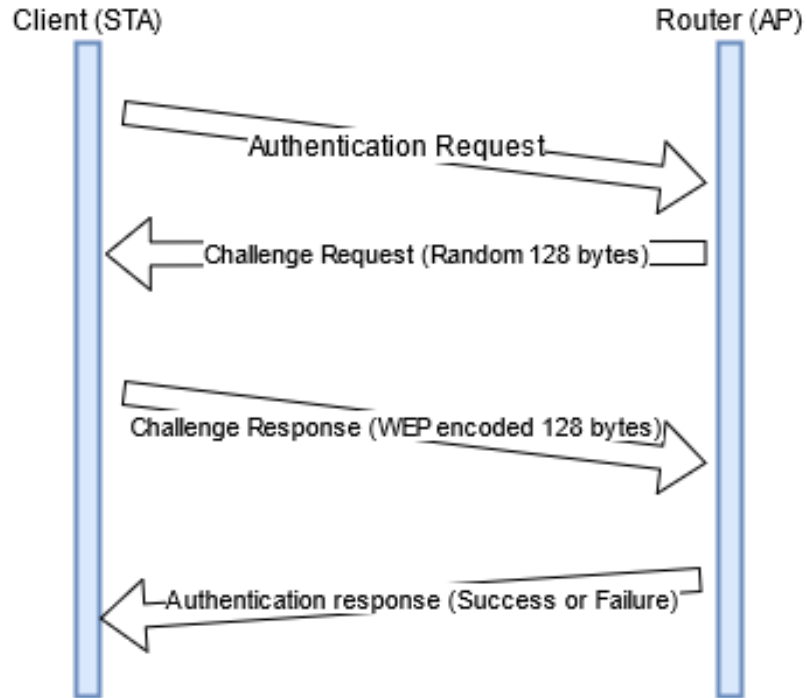 Client (STA)
Router (AP)
Authentication Request
Challenge Request (Random 128 bytes)
Challenge Response (WEP encoded 128 bytes)
Authentication response (Success or Failure)